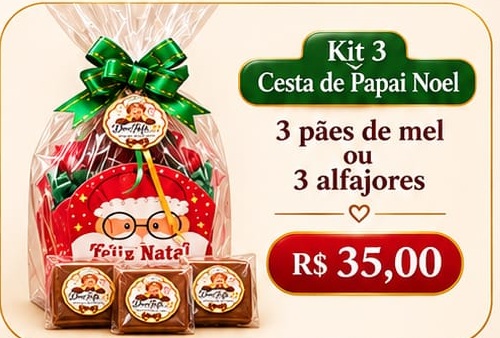 Kit 3
Cesta de Papai Noel
3 pães de mel
ou
3 alfajores
R$ 35,00
Feliz Natal